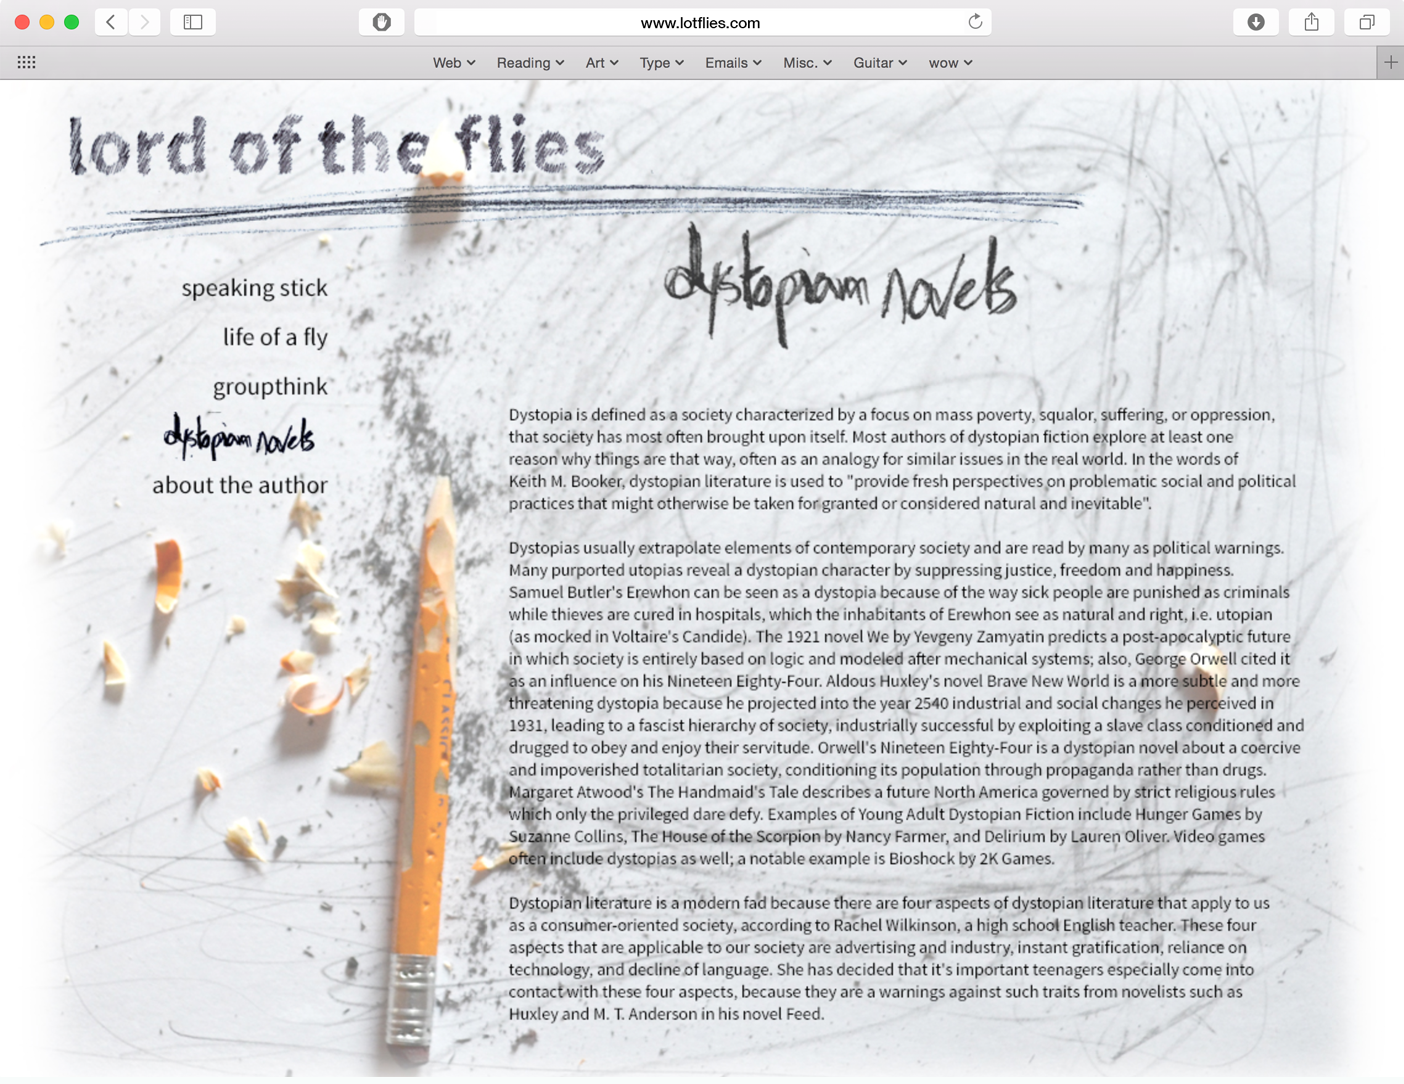 www.lotflies.com
Web Reading Art Type Emails Misc. Guitar wow
lord of the flies
dystopian novels
speaking stick
life of a fly
groupthink
dystopian novels
about the author
Dystopia is defined as a society characterized by a focus on mass poverty, squalor, suffering, or oppression,
that society has most often brought upon itself. Most authors of dystopian fiction explore at least one
reason why things are that way, often as an analogy for similar issues in the real world. In the words of
Keith M. Booker, dystopian literature is used to "provide fresh perspectives on problematic social and political
practices that might otherwise be taken for granted or considered natural and inevitable".
Dystopias usually extrapolate elements of contemporary society and are read by many as political warnings.
Many purported utopias reveal a dystopian character by suppressing justice, freedom and happiness.
Samuel Butler's Erewhon can be seen as a dystopia because of the way sick people are punished as criminals
while thieves are cured in hospitals, which the inhabitants of Erewhon see as natural and right, i.e. utopian
(as mocked in Voltaire's Candide). The 1921 novel We by Yevgeny Zamyatin predicts a post-apocalyptic future
in which society is entirely based on logic and modeled after mechanical systems; also, George Orwell cited it
as an influence on his Nineteen Eighty-Four. Aldous Huxley's novel Brave New World is a more subtle and more
threatening dystopia because he projected into the year 2540 industrial and social changes he perceived in
1931, leading to a fascist hierarchy of society, industrially successful by exploiting a slave class conditioned and
drugged to obey and enjoy their servitude. Orwell's Nineteen Eighty-Four is a dystopian novel about a coercive
and impoverished totalitarian society, conditioning its population through propaganda rather than drugs.
Margaret Atwood's The Handmaid's Tale describes a future North America governed by strict religious rules
which only the privileged dare defy. Examples of Young Adult Dystopian Fiction include Hunger Games by
Suzanne Collins, The House of the Scorpion by Nancy Farmer, and Delirium by Lauren Oliver. Video games
often include dystopias as well; a notable example is Bioshock by 2K Games.
Dystopian literature is a modern fad because there are four aspects of dystopian literature that apply to us
as a consumer-oriented society, according to Rachel Wilkinson, a high school English teacher. These four
aspects that are applicable to our society are advertising and industry, instant gratification, reliance on
technology, and decline of language. She has decided that it's important teenagers especially come into
contact with these four aspects, because they are a warnings against such traits from novelists such as
Huxley and M. T. Anderson in his novel Feed.